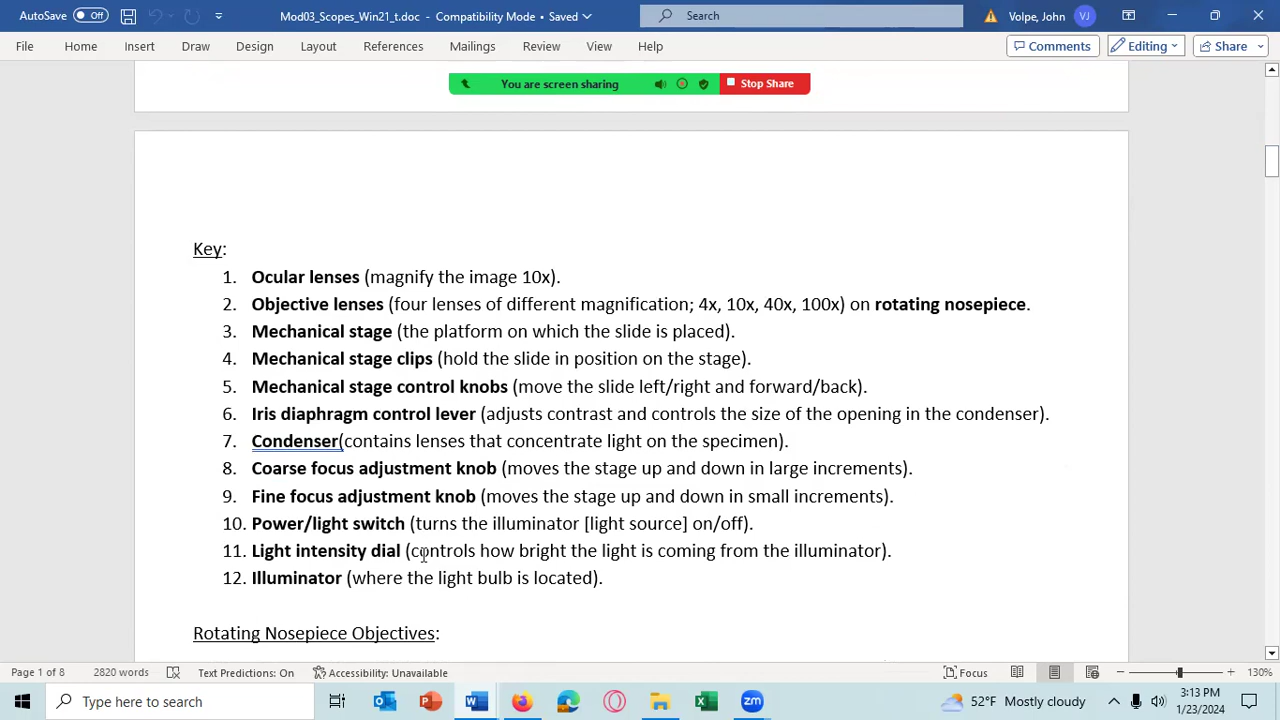 AutoSave Off Mod03_Scopes_Win21_t.doc - Compatibility Mode • Saved Search Volpe, John VJ
File Home Insert Draw Design Layout References Mailings Review View Help Comments Editing Share
You are screen sharing Stop Share
Key:
1. Ocular lenses (magnify the image 10x).
2. Objective lenses (four lenses of different magnification; 4x, 10x, 40x, 100x) on rotating nosepiece.
3. Mechanical stage (the platform on which the slide is placed).
4. Mechanical stage clips (hold the slide in position on the stage).
5. Mechanical stage control knobs (move the slide left/right and forward/back).
6. Iris diaphragm control lever (adjusts contrast and controls the size of the opening in the condenser).
7. Condenser(contains lenses that concentrate light on the specimen).
8. Coarse focus adjustment knob (moves the stage up and down in large increments).
9. Fine focus adjustment knob (moves the stage up and down in small increments).
10. Power/light switch (turns the illuminator [light source] on/off).
11. Light intensity dial (controls how bright the light is coming from the illuminator).
12. Illuminator (where the light bulb is located).
Rotating Nosepiece Objectives:
Page 1 of 8 2820 words Text Predictions: On Accessibility: Unavailable Focus 130%
Type here to search 52°F Mostly cloudy 3:13 PM
1/23/2024